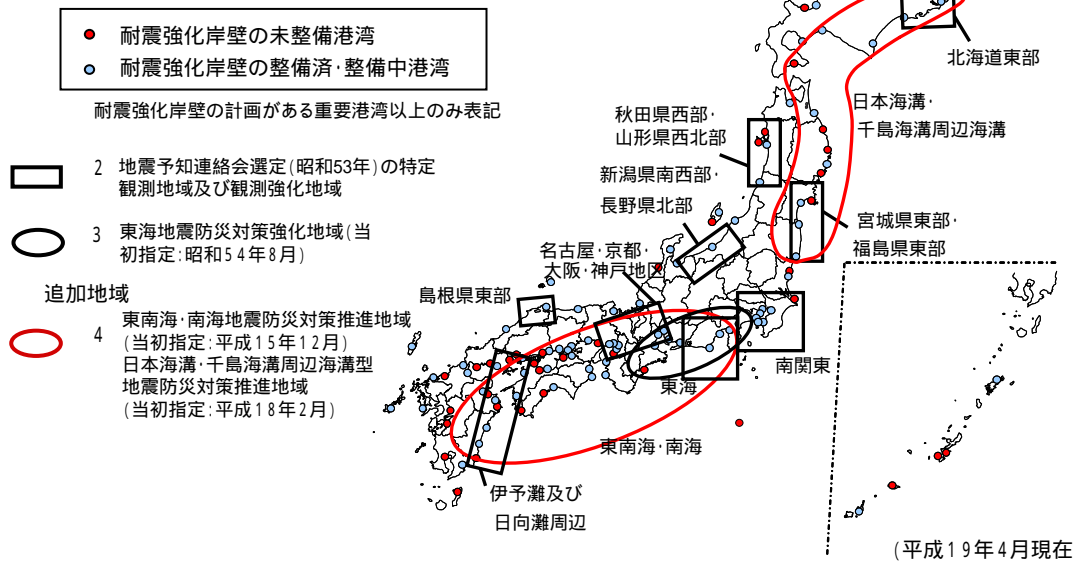 耐震強化岸壁の未整備港湾
耐震強化岸壁の整備済・整備中港湾
耐震強化岸壁の計画がある重要港湾以上のみ表記
2 地震予知連絡会選定(昭和53年)の特定
観測地域及び観測強化地域
3 東海地震防災対策強化地域(当
初指定:昭和54年8月)
追加地域
4 東南海・南海地震防災対策推進地域
(当初指定:平成15年12月)
日本海溝・千島海溝周辺海溝型
地震防災対策推進地域
(当初指定:平成18年2月)
北海道東部
日本海溝・
千島海溝周辺海溝
秋田県西部・
山形県西北部
新潟県南西部・
長野県北部
宮城県東部・
福島県東部
名古屋・京都・
大阪・神戸地区
島根県東部
南関東
東海
東南海・南海
伊予灘及び
日向灘周辺
(平成19年4月現在